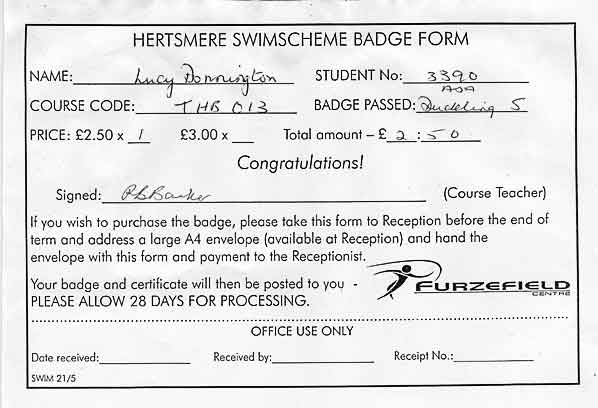 HERTSMERE SWIMSCHEME BADGE FORM
NAME: Lucy Donnington STUDENT No: 3390
COURSE CODE: THB 013 BADGE PASSED: ASA Duckling 5
PRICE: £2.50 x 1 £3.00 x Total amount – £ 2 : 50
Congratulations!
Signed: PB Barker (Course Teacher)
If you wish to purchase the badge, please take this form to Reception before the end of
term and address a large A4 envelope (available at Reception) and hand the
envelope with this form and payment to the Receptionist.
Your badge and certificate will then be posted to you -
PLEASE ALLOW 28 DAYS FOR PROCESSING.
FURZEFIELD
CENTRE
OFFICE USE ONLY
Date received: Received by: Receipt No.:
SWIM 21/5